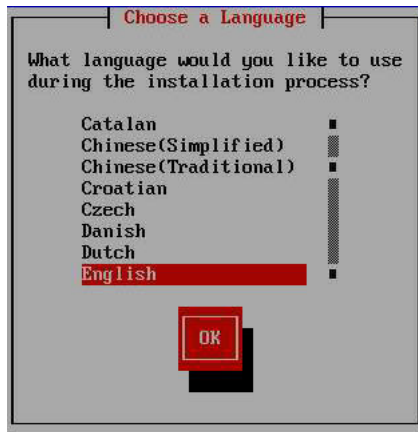 Choose a Language
What language would you like to use
during the installation process?
Catalan
Chinese(Simplified)
Chinese(Traditional)
Croatian
Czech
Danish
Dutch
English
OK